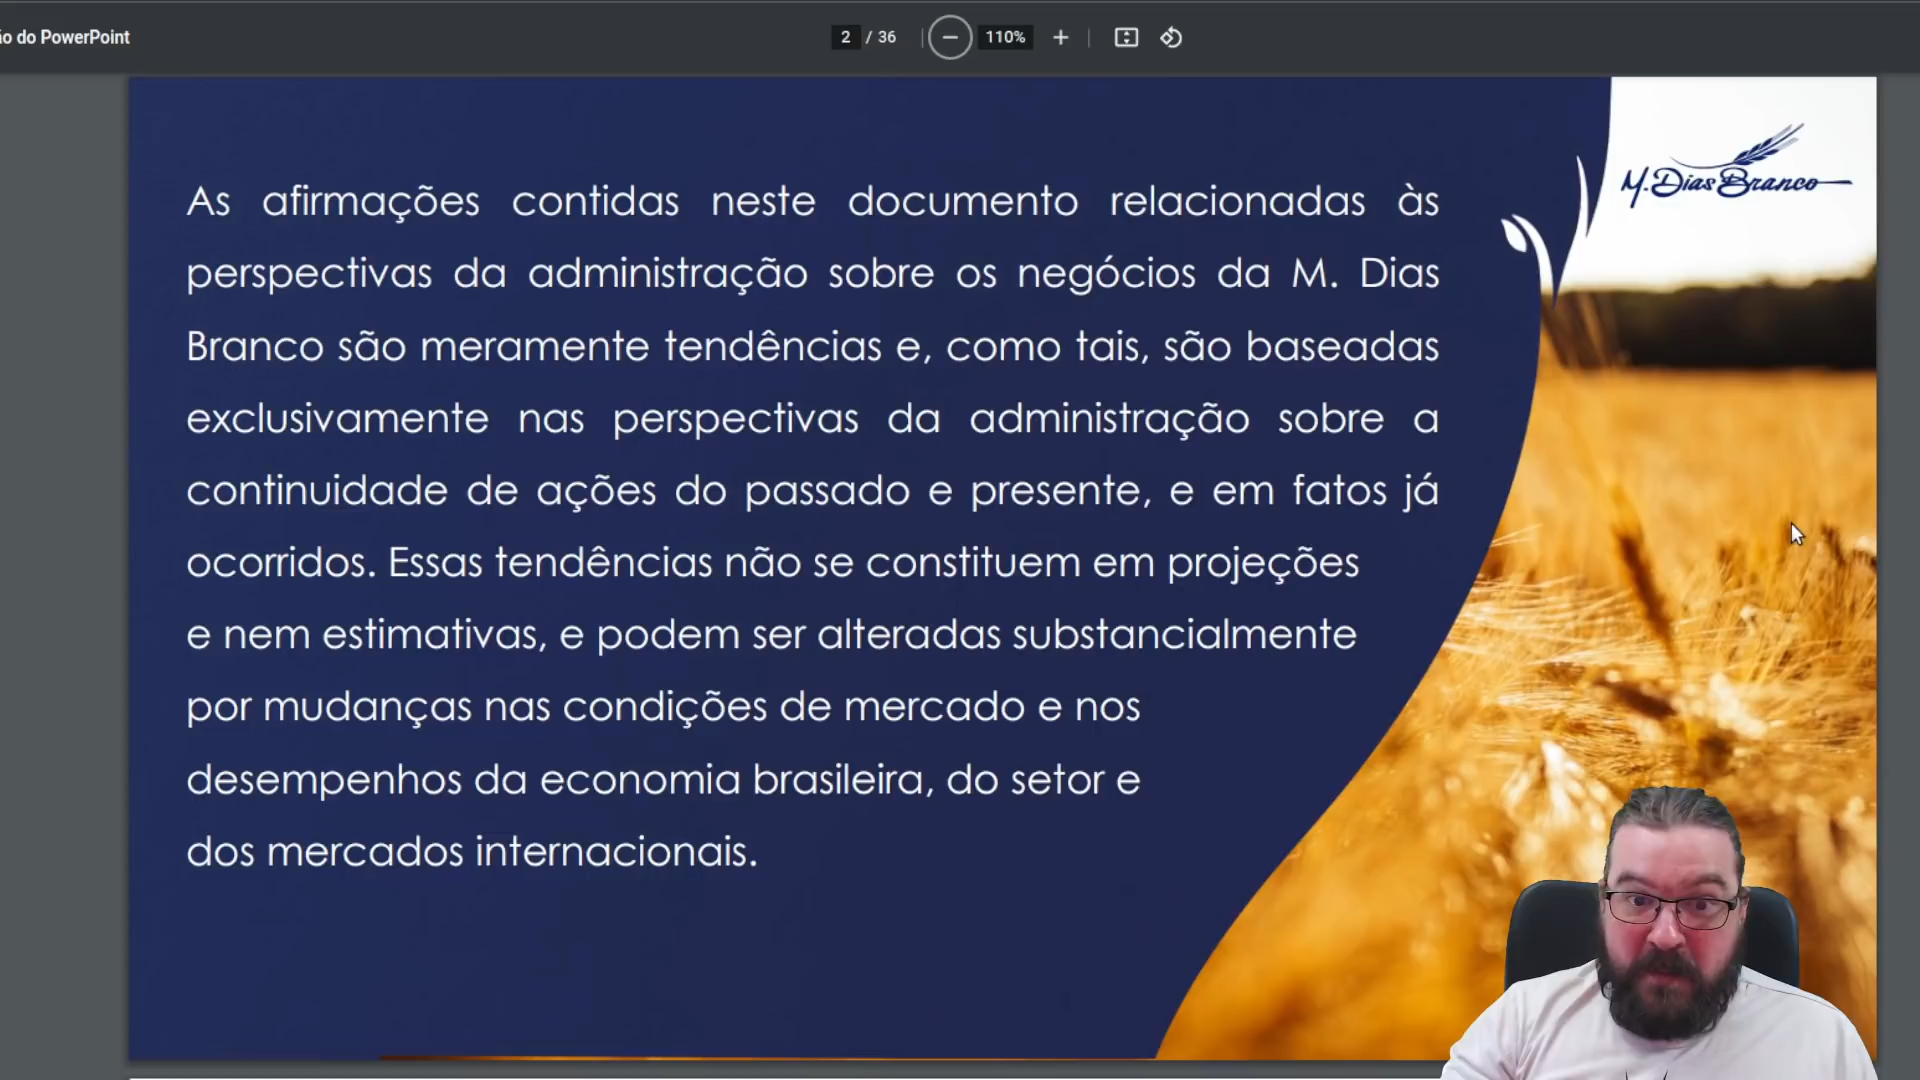 ão do PowerPoint
2 / 36
110%
M. Dias Branco
As afirmações contidas neste documento relacionadas às
perspectivas da administração sobre os negócios da M. Dias
Branco são meramente tendências e, como tais, são baseadas
exclusivamente nas perspectivas da administração sobre a
continuidade de ações do passado e presente, e em fatos já
ocorridos. Essas tendências não se constituem em projeções
e nem estimativas, e podem ser alteradas substancialmente
por mudanças nas condições de mercado e nos
desempenhos da economia brasileira, do setor e
dos mercados internacionais.